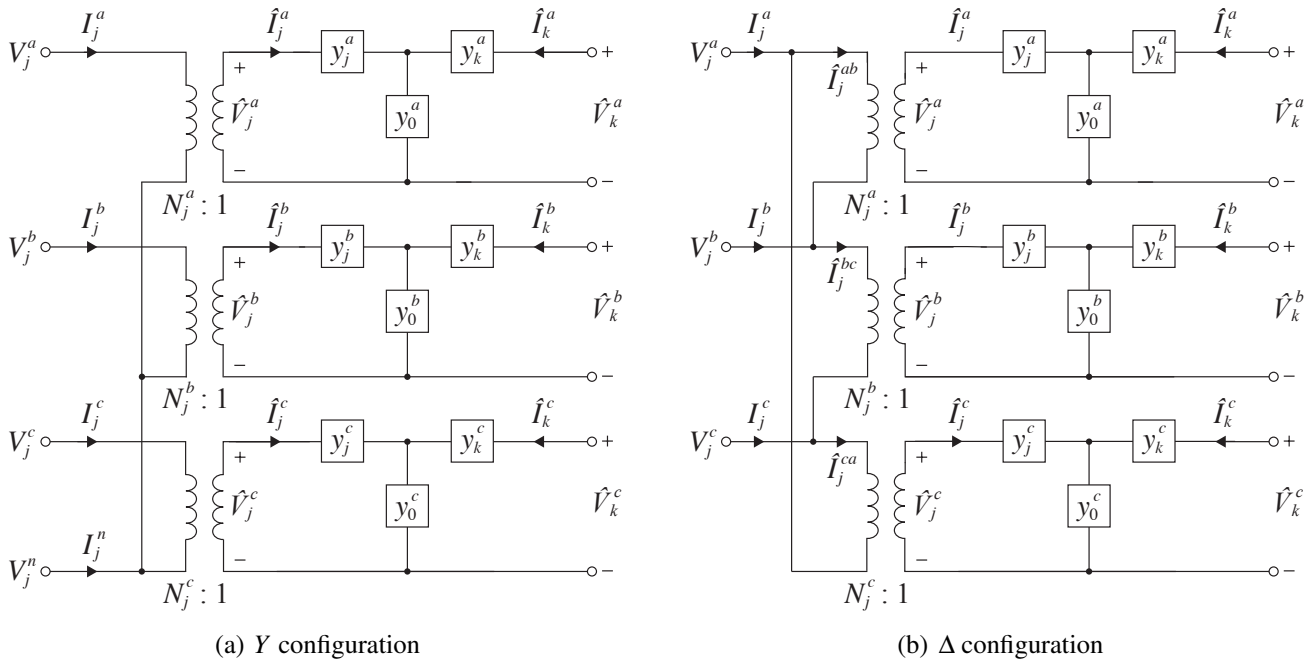 I_j^a Î_j^a Î_k^a
V_j^a y_j^a y_k^a +
+ V̂_j^a − y_0^a V̂_k^a
N_j^a : 1 −
I_j^b Î_j^b Î_k^b
V_j^b y_j^b y_k^b +
+ V̂_j^b − y_0^b V̂_k^b
N_j^b : 1 −
I_j^c Î_j^c Î_k^c
V_j^c y_j^c y_k^c +
+ V̂_j^c − y_0^c V̂_k^c
I_j^n
V_j^n −
N_j^c : 1
(a) Y configuration
I_j^a Î_j^a Î_k^a
V_j^a y_j^a y_k^a +
Î_j^{ab} + V̂_j^a − y_0^a V̂_k^a
N_j^a : 1 −
I_j^b Î_j^b Î_k^b
V_j^b y_j^b y_k^b +
Î_j^{bc} + V̂_j^b − y_0^b V̂_k^b
N_j^b : 1 −
I_j^c Î_j^c Î_k^c
V_j^c y_j^c y_k^c +
Î_j^{ca} + V̂_j^c − y_0^c V̂_k^c
N_j^c : 1 −
(b) Δ configuration